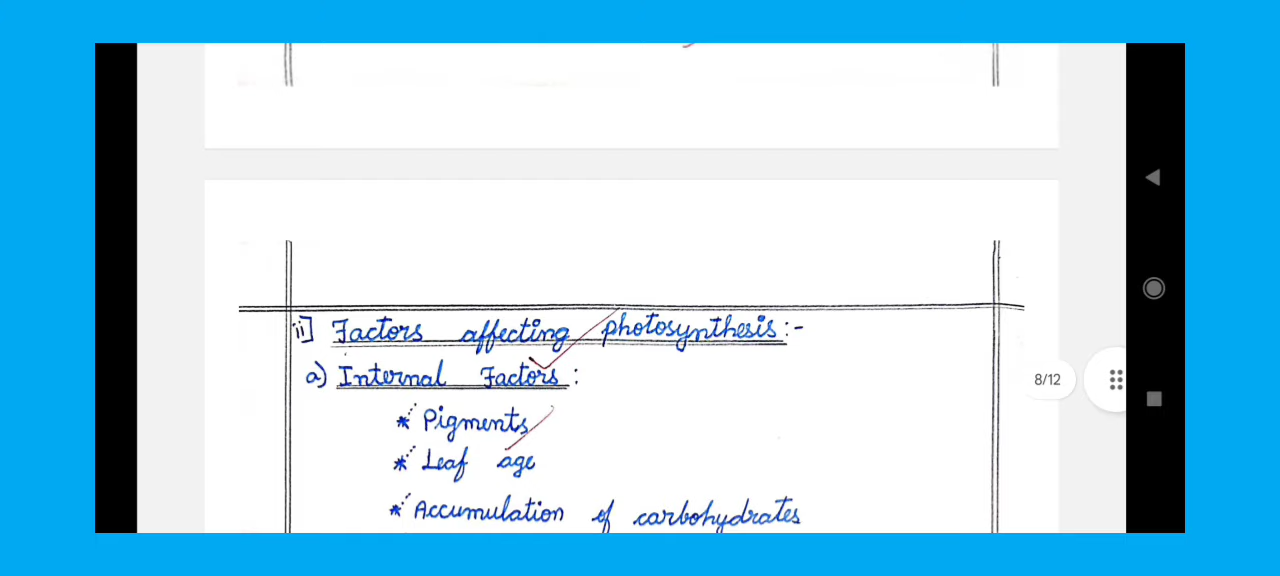 ii] Factors affecting photosynthesis :-
a) Internal Factors :
* Pigments
* Leaf age
* Accumulation of carbohydrates
8/12